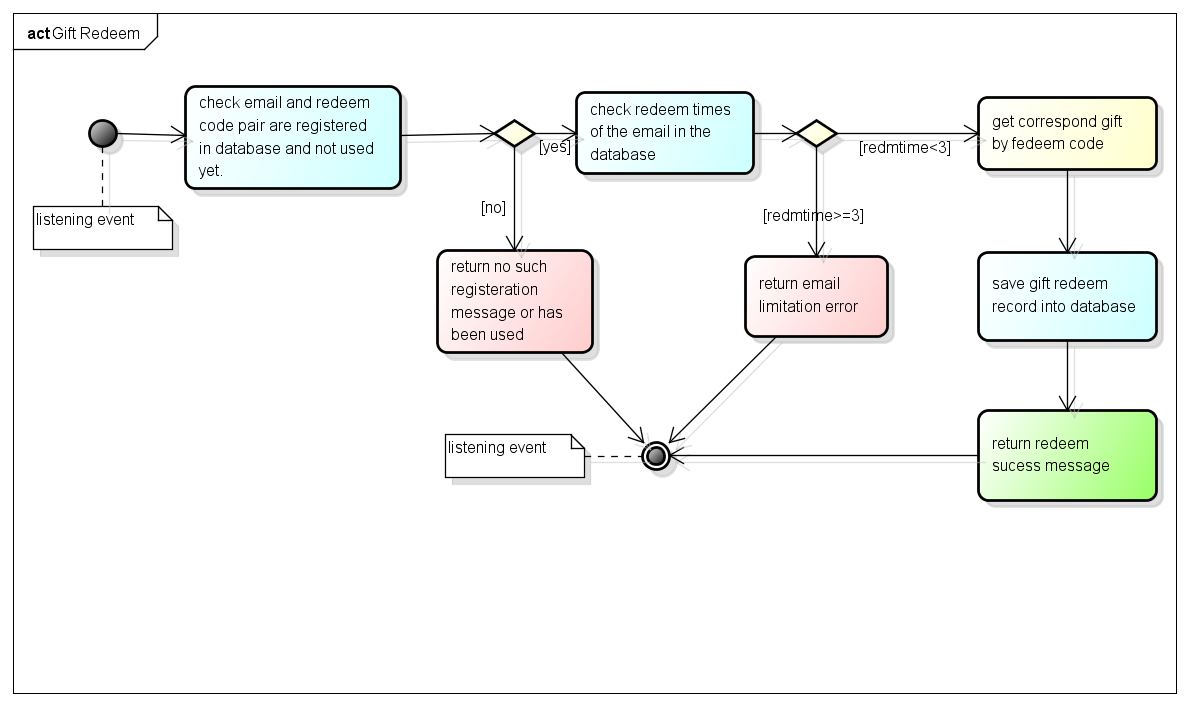 act Gift Redeem
check email and redeem
code pair are registered
in database and not used
yet.
listening event
[yes]
[no]
check redeem times
of the email in the
database
[redmtime<3]
[redmtime>=3]
get correspond gift
by fedeem code
return no such
registeration
message or has
been used
return email
limitation error
save gift redeem
record into database
listening event
return redeem
sucess message